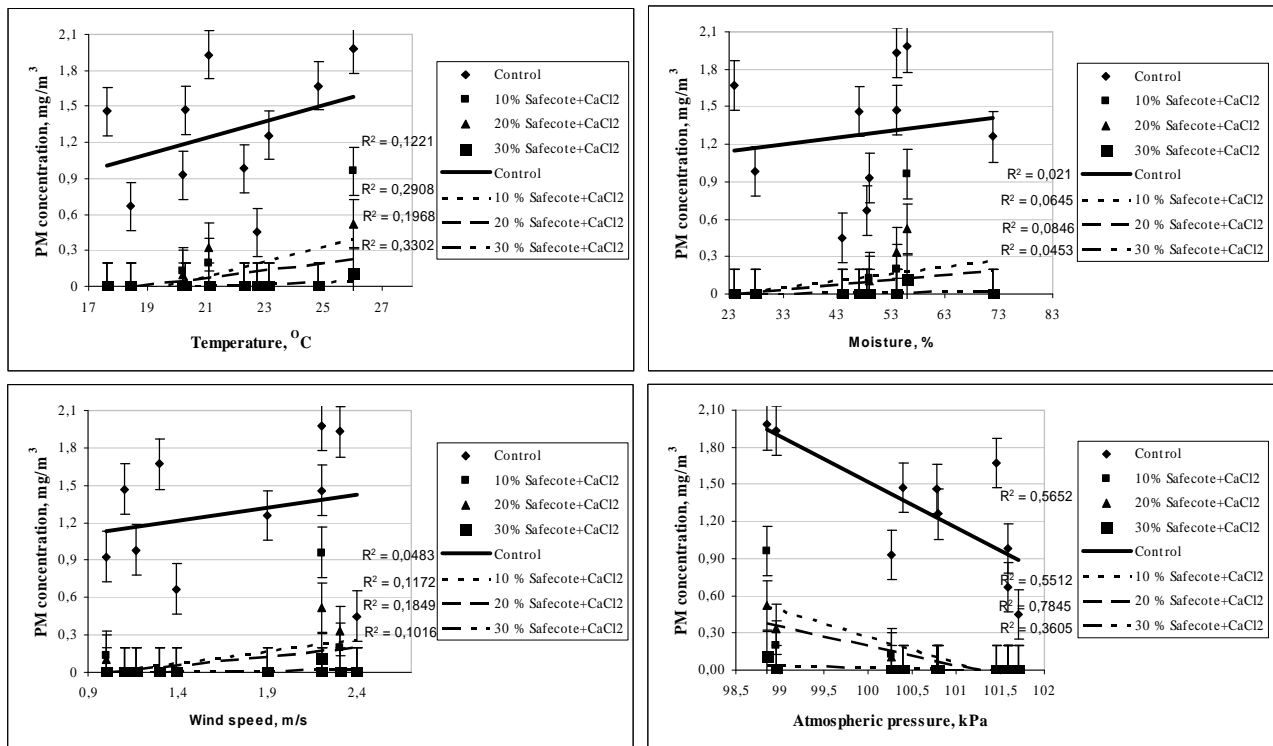 PM concentration, mg/m3
2,1
1,8
1,5
1,2
0,9
0,6
0,3
0
17 19 21 23 25 27
Temperature, OC
R2 = 0,1221
R2 = 0,2908
R2 = 0,1968
R2 = 0,3302
Control
10% Safecote+CaCl2
20% Safecote+CaCl2
30% Safecote+CaCl2
Control
10 % Safecote+CaCl2
20 % Safecote+CaCl2
30 % Safecote+CaCl2
PM concentration, mg/m3
2,1
1,8
1,5
1,2
0,9
0,6
0,3
0
23 33 43 53 63 73 83
Moisture, %
R2 = 0,021
R2 = 0,0645
R2 = 0,0846
R2 = 0,0453
Control
10% Safecote+CaCl2
20% Safecote+CaCl2
30% Safecote+CaCl2
Control
10 % Safecote+CaCl2
20 % Safecote+CaCl2
30 % Safecote+CaCl2
PM concentration, mg/m3
2,1
1,8
1,5
1,2
0,9
0,6
0,3
0
0,9 1,4 1,9 2,4
Wind speed, m/s
R2 = 0,0483
R2 = 0,1172
R2 = 0,1849
R2 = 0,1016
Control
10% Safecote+CaCl2
20% Safecote+CaCl2
30% Safecote+CaCl2
Control
10 % Safecote+CaCl2
20 % Safecote+CaCl2
30 % Safecote+CaCl2
PM concentration, mg/m3
2,10
1,80
1,50
1,20
0,90
0,60
0,30
0,00
98,5 99 99,5 100 100,5 101 101,5 102
Atmospheric pressure, kPa
R2 = 0,5652
R2 = 0,5512
R2 = 0,7845
R2 = 0,3605
Control
10% Safecote+CaCl2
20% Safecote+CaCl2
30% Safecote+CaCl2
Control
10 % Safecote+CaCl2
20 % Safecote+CaCl2
30 % Safecote+CaCl2